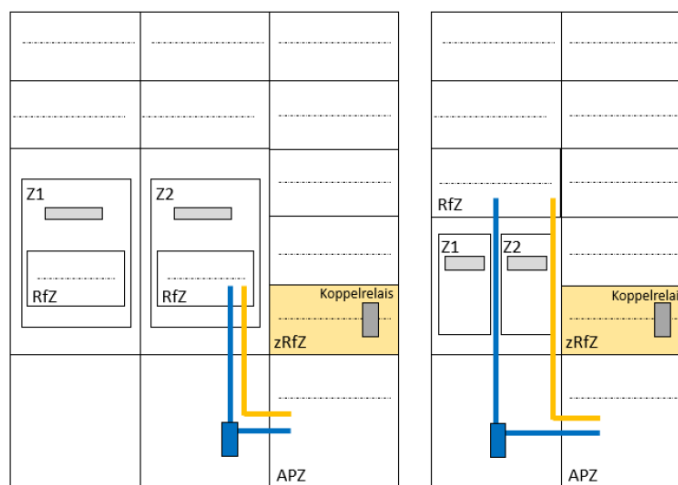 Z1
Z2
RfZ
RfZ
Koppelrelais
zRfZ
APZ
RfZ
Z1
Z2
Koppelrelais
zRfZ
APZ